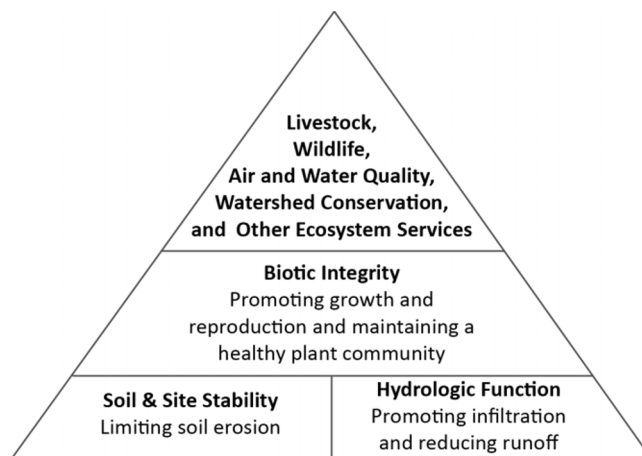 Livestock,
Wildlife,
Air and Water Quality,
Watershed Conservation,
and Other Ecosystem Services
Biotic Integrity
Promoting growth and
reproduction and maintaining a
healthy plant community
Soil & Site Stability
Limiting soil erosion
Hydrologic Function
Promoting infiltration
and reducing runoff